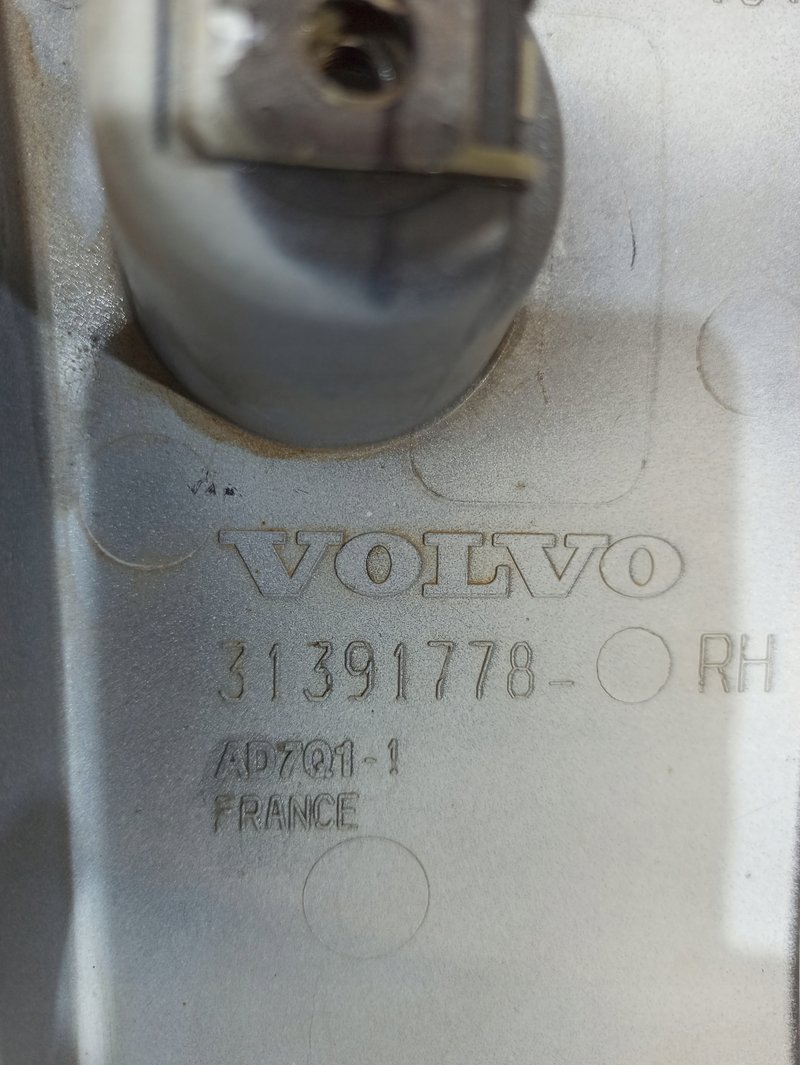 VOLVO
31391778- RH
AD7Q1-1
FRANCE